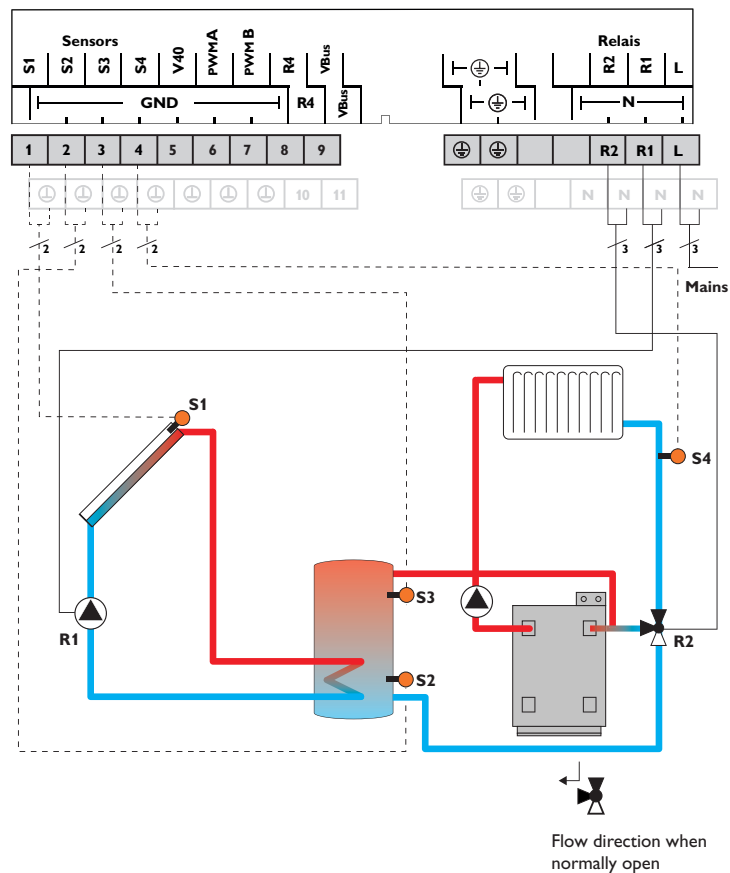 Sensors
Relais
S1 S2 S3 S4 V40 PWMA PWM B R4 VBus
R2 R1 L
GND R4 VBus
N
1 2 3 4 5 6 7 8 9
R2 R1 L
10 11
N N N N
2 2 2 2
3 3 3
Mains
S1
S4
S3
R1
R2
S2
Flow direction when
normally open